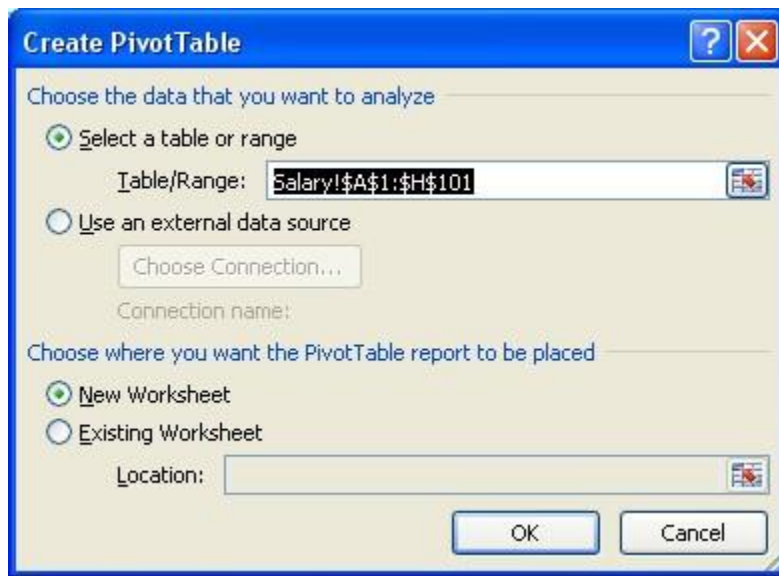 Create PivotTable
?
Choose the data that you want to analyze
Select a table or range
Table/Range: Salary!$A$1:$H$101
Use an external data source
Choose Connection...
Connection name:
Choose where you want the PivotTable report to be placed
New Worksheet
Existing Worksheet
Location:
OK Cancel